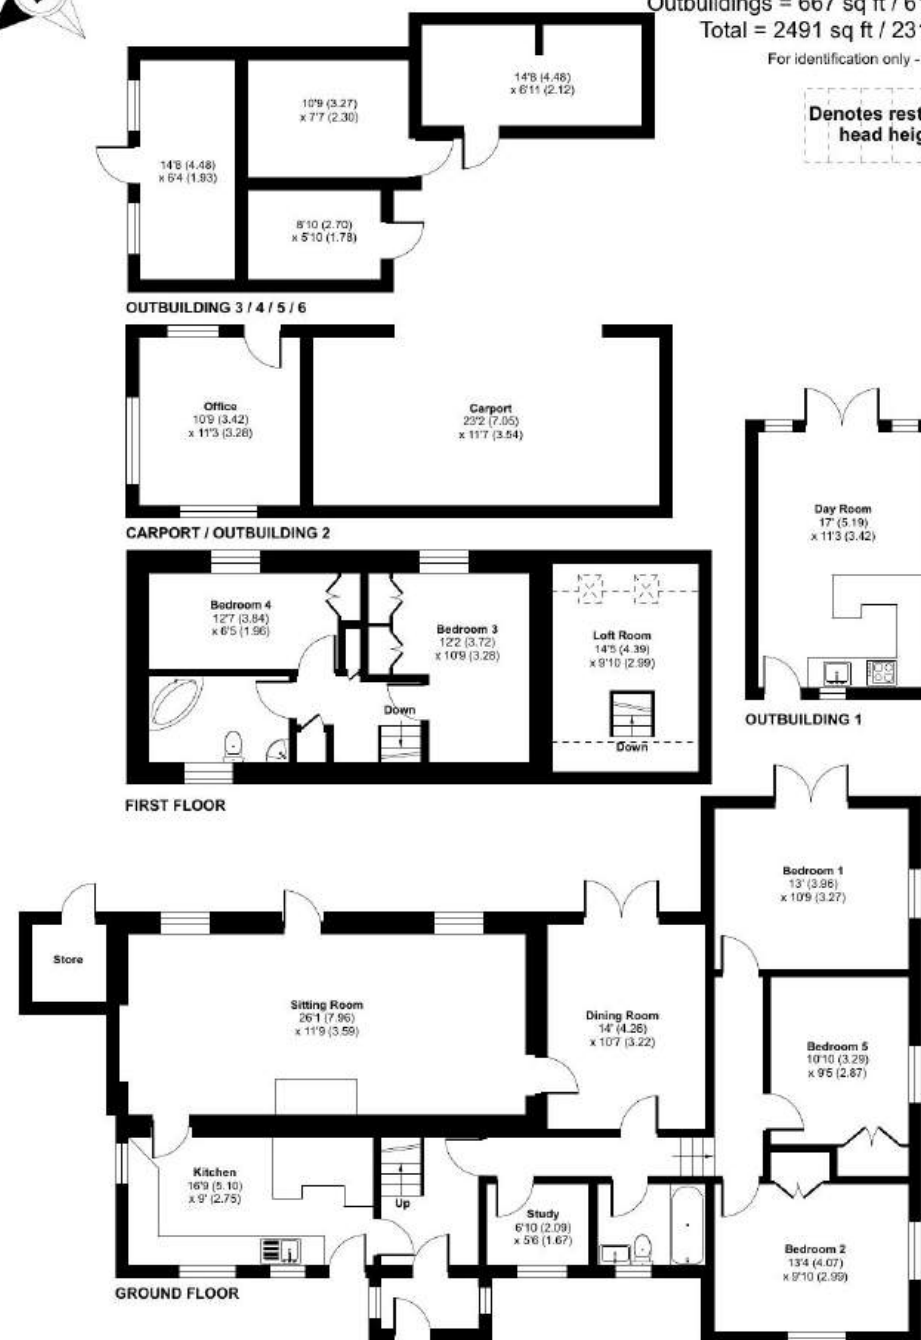 Outbuildings = 667 sq ft / 6
Total = 2491 sq ft / 23
For identification only -
Denotes rest
head heig
14'8 (4.48)
x 6'11 (2.12)
10'9 (3.27)
x 7'7 (2.30)
14'8 (4.48)
x 6'4 (1.93)
8'10 (2.70)
x 5'10 (1.78)
OUTBUILDING 3 / 4 / 5 / 6
Office
10'9 (3.42)
x 11'3 (3.28)
Carport
23'2 (7.05)
x 11'7 (3.54)
CARPORT / OUTBUILDING 2
Day Room
17' (5.19)
x 11'3 (3.42)
OUTBUILDING 1
Bedroom 4
12'7 (3.84)
x 6'5 (1.96)
Bedroom 3
12'2 (3.72)
x 10'9 (3.28)
Down
Loft Room
14'5 (4.39)
x 9'10 (2.99)
Down
FIRST FLOOR
Bedroom 1
13' (3.96)
x 10'9 (3.27)
Store
Sitting Room
26'1 (7.96)
x 11'9 (3.59)
Dining Room
14' (4.26)
x 10'7 (3.22)
Bedroom 5
10'10 (3.29)
x 9'5 (2.87)
Kitchen
16'9 (5.10)
x 9' (2.75)
Up
Study
6'10 (2.09)
x 5'6 (1.67)
Bedroom 2
13'4 (4.07)
x 9'10 (2.99)
GROUND FLOOR